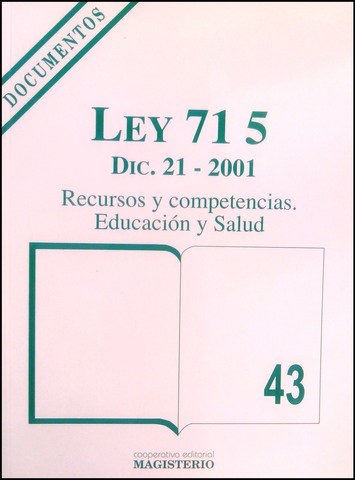 DOCUMENTOS
LEY 71 5
DIC. 21 - 2001
Recursos y competencias.
Educación y Salud
43
cooperativa editorial
MAGISTERIO